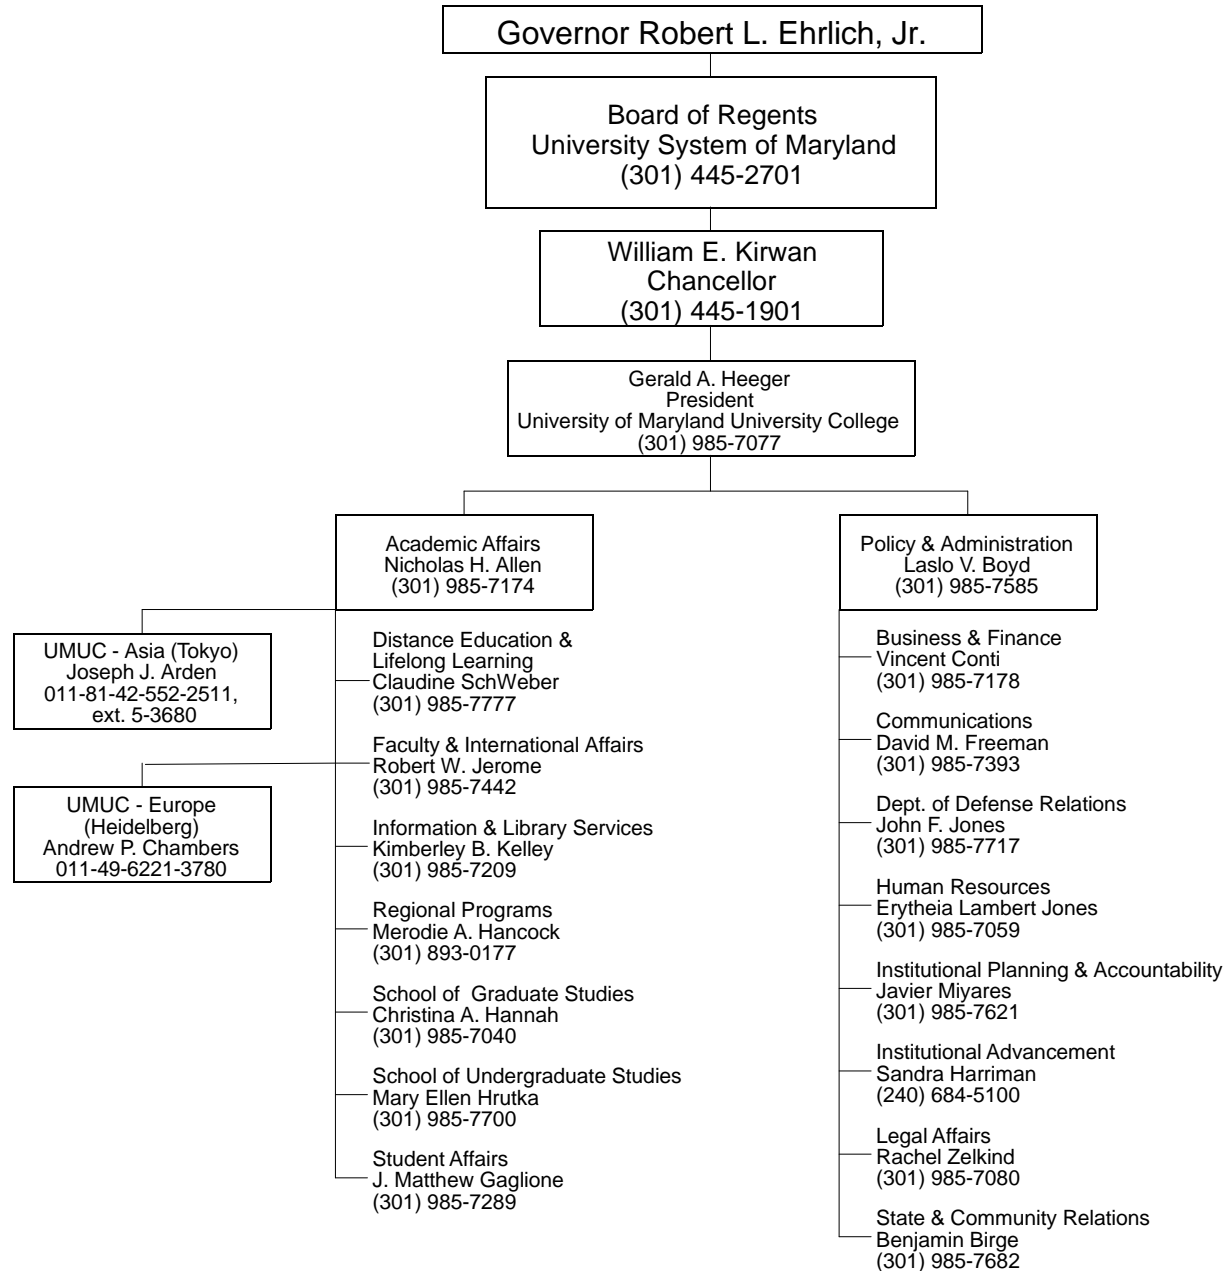 Governor Robert L. Ehrlich, Jr.
Board of Regents
University System of Maryland
(301) 445-2701
William E. Kirwan
Chancellor
(301) 445-1901
Gerald A. Heeger
President
University of Maryland University College
(301) 985-7077
Academic Affairs
Nicholas H. Allen
(301) 985-7174
UMUC - Asia (Tokyo)
Joseph J. Arden
011-81-42-552-2511,
ext. 5-3680
UMUC - Europe
(Heidelberg)
Andrew P. Chambers
011-49-6221-3780
Distance Education &
Lifelong Learning
Claudine SchWeber
(301) 985-7777
Faculty & International Affairs
Robert W. Jerome
(301) 985-7442
Information & Library Services
Kimberley B. Kelley
(301) 985-7209
Regional Programs
Merodie A. Hancock
(301) 893-0177
School of  Graduate Studies
Christina A. Hannah
(301) 985-7040
School of Undergraduate Studies
Mary Ellen Hrutka
(301) 985-7700
Student Affairs
J. Matthew Gaglione
(301) 985-7289
Policy & Administration
Laslo V. Boyd
(301) 985-7585
Business & Finance
Vincent Conti
(301) 985-7178
Communications
David M. Freeman
(301) 985-7393
Dept. of Defense Relations
John F. Jones
(301) 985-7717
Human Resources
Erytheia Lambert Jones
(301) 985-7059
Institutional Planning & Accountability
Javier Miyares
(301) 985-7621
Institutional Advancement
Sandra Harriman
(240) 684-5100
Legal Affairs
Rachel Zelkind
(301) 985-7080
State & Community Relations
Benjamin Birge
(301) 985-7682